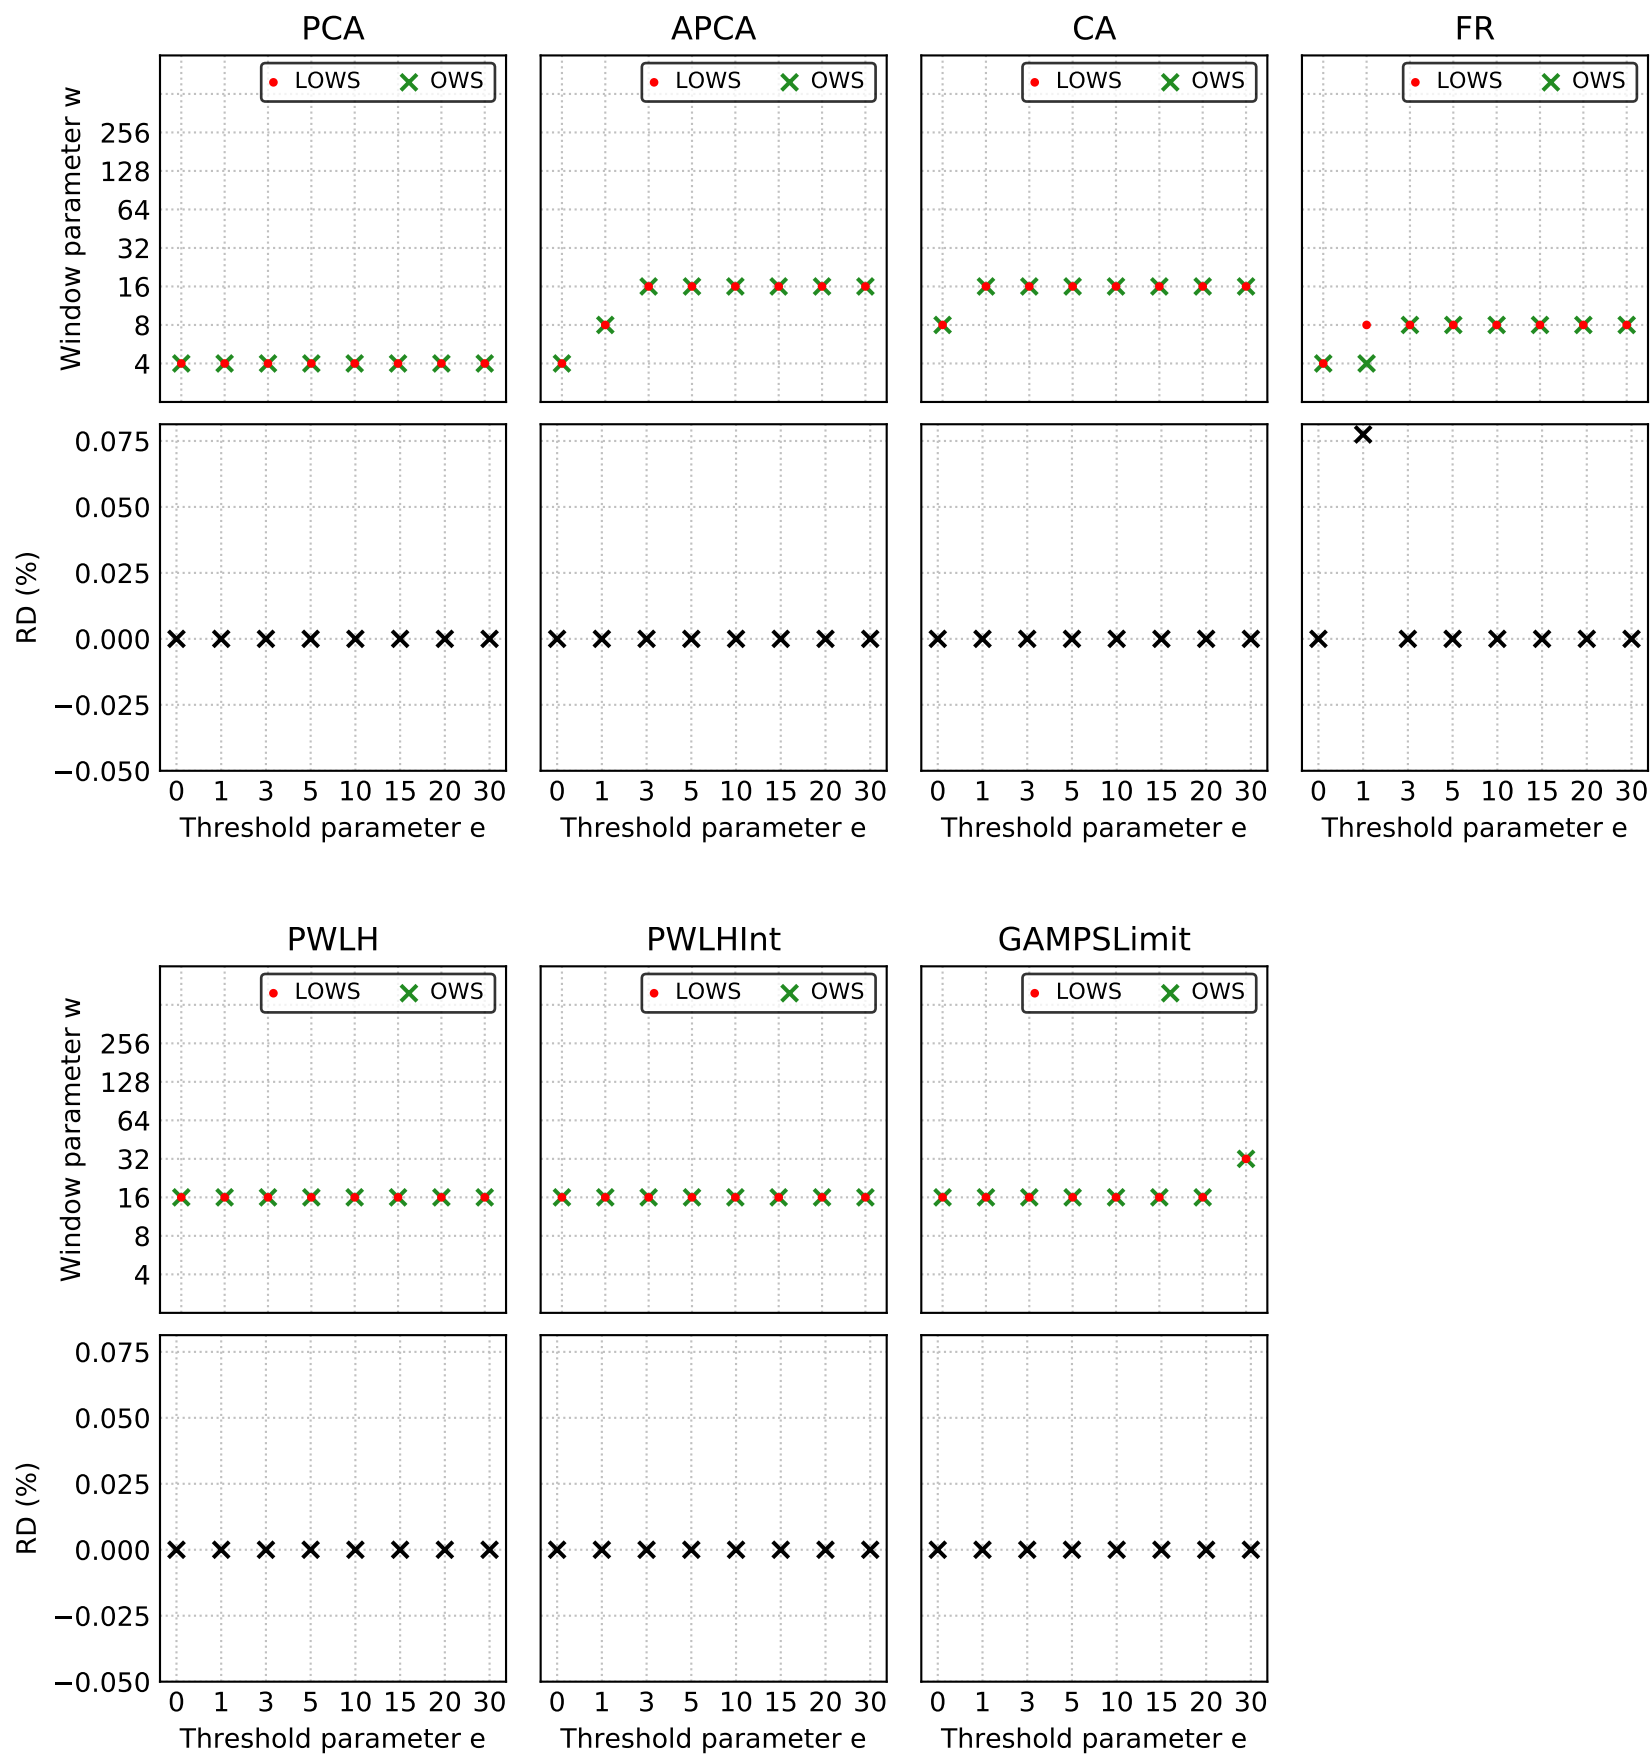 PCA APCA CA FR
LOWS OWS LOWS OWS LOWS OWS LOWS OWS
Window parameter w
256
128
64
32
16
8
4
RD (%)
0.075
0.050
0.025
0.000
−0.025
−0.050
0 1 3 5 10 15 20 30 0 1 3 5 10 15 20 30 0 1 3 5 10 15 20 30 0 1 3 5 10 15 20 30
Threshold parameter e Threshold parameter e Threshold parameter e Threshold parameter e
PWLH PWLHInt GAMPSLimit
LOWS OWS LOWS OWS LOWS OWS
Window parameter w
256
128
64
32
16
8
4
RD (%)
0.075
0.050
0.025
0.000
−0.025
−0.050
0 1 3 5 10 15 20 30 0 1 3 5 10 15 20 30 0 1 3 5 10 15 20 30
Threshold parameter e Threshold parameter e Threshold parameter e